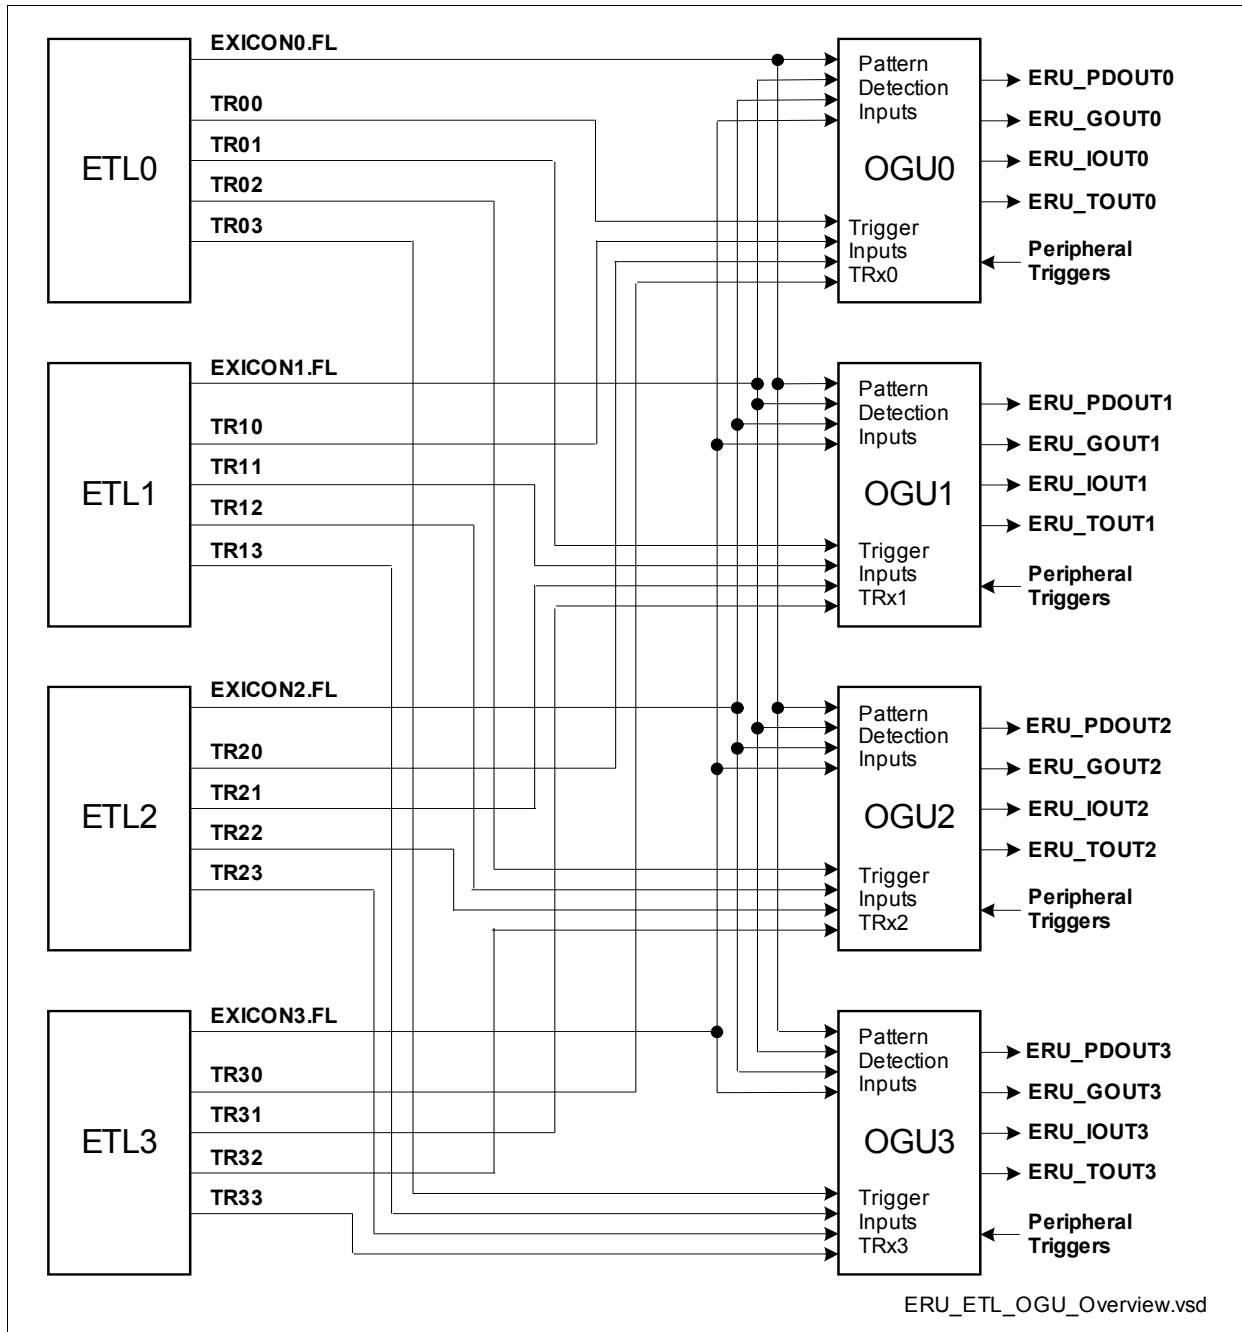 EXICON0.FL
TR00
TR01
TR02
TR03
ETL0
Pattern
Detection
Inputs
OGU0
Trigger
Inputs
TRx0
ERU_PDOUT0
ERU_GOUT0
ERU_IOUT0
ERU_TOUT0
Peripheral
Triggers
EXICON1.FL
TR10
TR11
TR12
TR13
ETL1
Pattern
Detection
Inputs
OGU1
Trigger
Inputs
TRx1
ERU_PDOUT1
ERU_GOUT1
ERU_IOUT1
ERU_TOUT1
Peripheral
Triggers
EXICON2.FL
TR20
TR21
TR22
TR23
ETL2
Pattern
Detection
Inputs
OGU2
Trigger
Inputs
TRx2
ERU_PDOUT2
ERU_GOUT2
ERU_IOUT2
ERU_TOUT2
Peripheral
Triggers
EXICON3.FL
TR30
TR31
TR32
TR33
ETL3
Pattern
Detection
Inputs
OGU3
Trigger
Inputs
TRx3
ERU_PDOUT3
ERU_GOUT3
ERU_IOUT3
ERU_TOUT3
Peripheral
Triggers
ERU_ETL_OGU_Overview.vsd